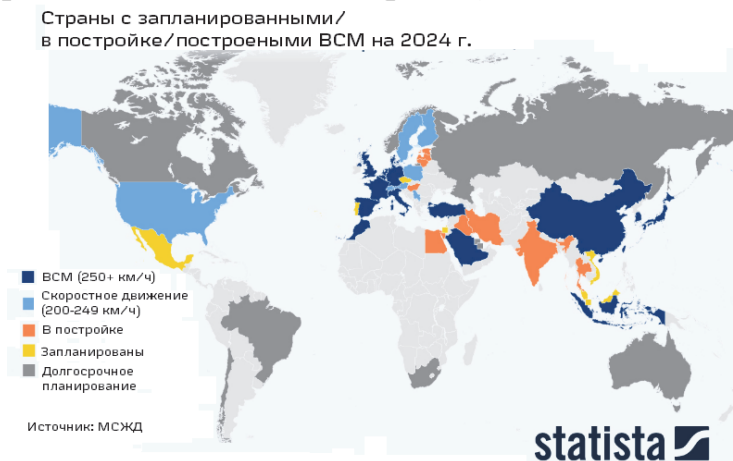 Страны с запланированными/
в постройке/построеными ВСМ на 2024 г.
ВСМ (250+ км/ч)
Скоростное движение
(200-249 км/ч)
В постройке
Запланированы
Долгосрочное
планирование
Источник: МСЖД
statista